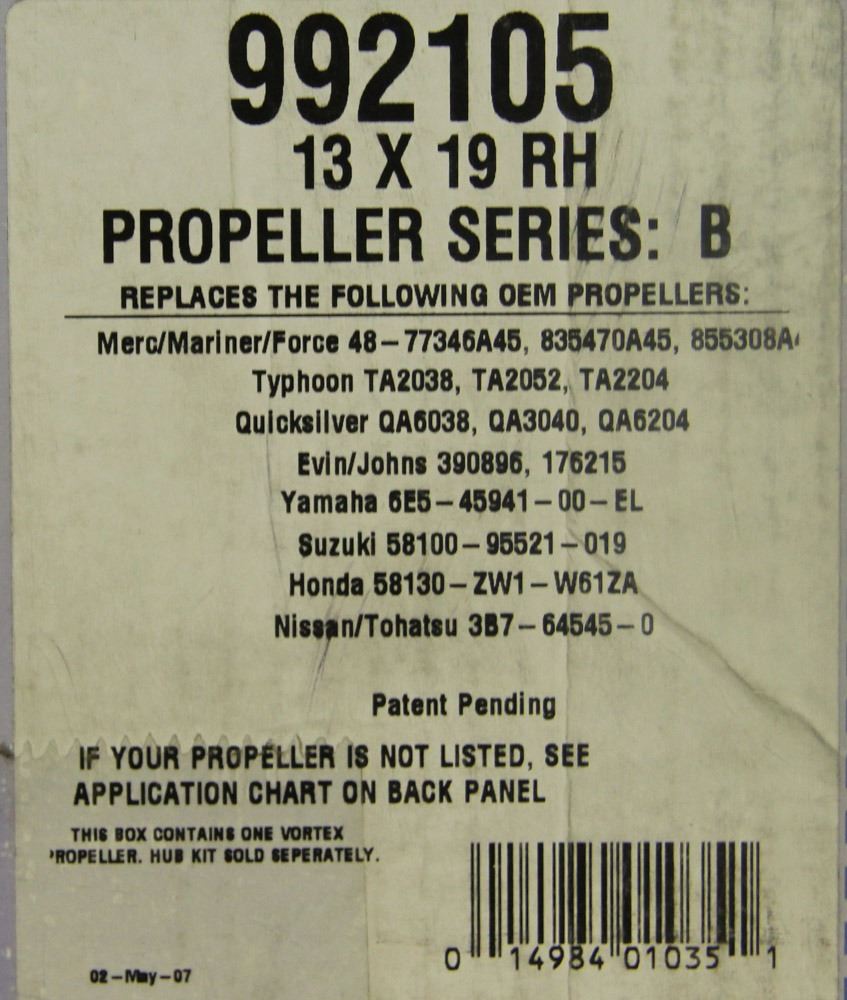 992105
13 X 19 RH
PROPELLER SERIES: B
REPLACES THE FOLLOWING OEM PROPELLERS:
Merc/Mariner/Force 48-77346A45, 835470A45, 855308A
Typhoon TA2038, TA2052, TA2204
Quicksilver QA6038, QA3040, QA6204
Evin/Johns 390896, 176215
Yamaha 6E5-45941-00-EL
Suzuki 58100-95521-019
Honda 58130-ZW1-W61ZA
Nissan/Tohatsu 3B7-64545-0
Patent Pending
IF YOUR PROPELLER IS NOT LISTED, SEE
APPLICATION CHART ON BACK PANEL
THIS BOX CONTAINS ONE VORTEX
ROPELLER. HUB KIT SOLD SEPERATELY.
0 14984 01035 1
02-May-07